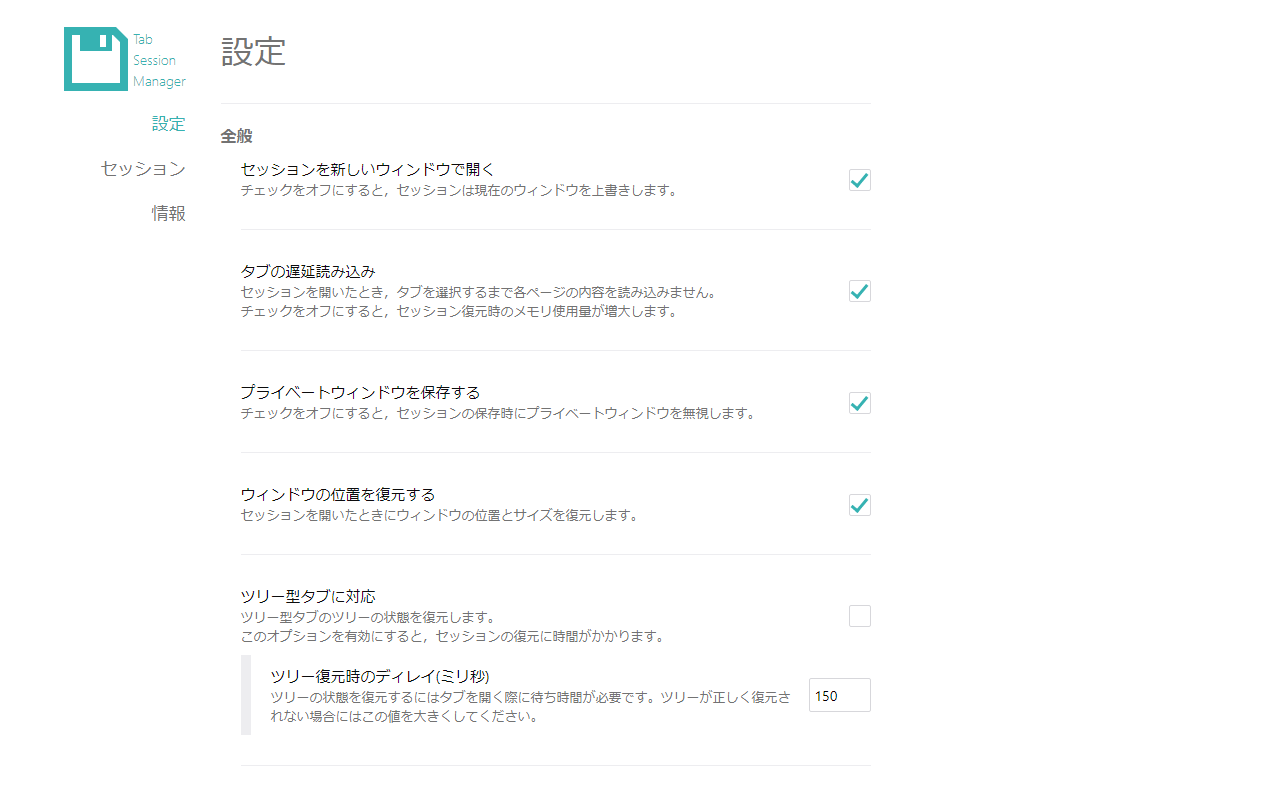 Tab
Session
Manager
設定
セッション
情報
設定
全般
セッションを新しいウィンドウで開く
チェックをオフにすると，セッションは現在のウィンドウを上書きします。
タブの遅延読み込み
セッションを開いたとき，タブを選択するまで各ページの内容を読み込みません。
チェックをオフにすると，セッション復元時のメモリ使用量が増大します。
プライベートウィンドウを保存する
チェックをオフにすると，セッションの保存時にプライベートウィンドウを無視します。
ウィンドウの位置を復元する
セッションを開いたときにウィンドウの位置とサイズを復元します。
ツリー型タブに対応
ツリー型タブのツリーの状態を復元します。
このオプションを有効にすると，セッションの復元に時間がかかります。
ツリー復元時のディレイ(ミリ秒)
ツリーの状態を復元するにはタブを開く際に待ち時間が必要です。ツリーが正しく復元さ
れない場合にはこの値を大きくしてください。
150